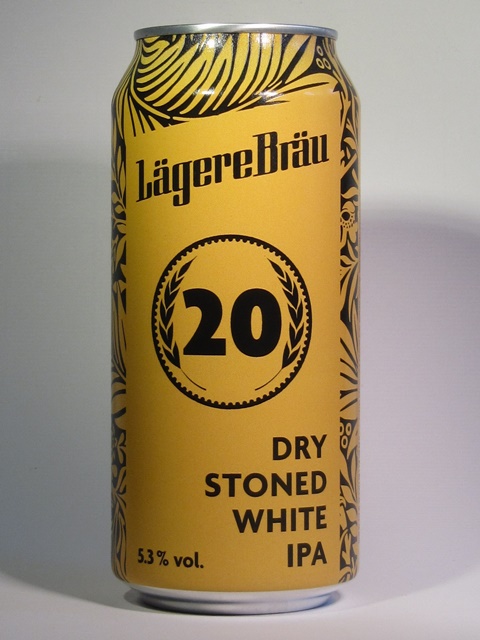 LägereBräu
20
DRY
STONED
WHITE
IPA
5.3% vol.